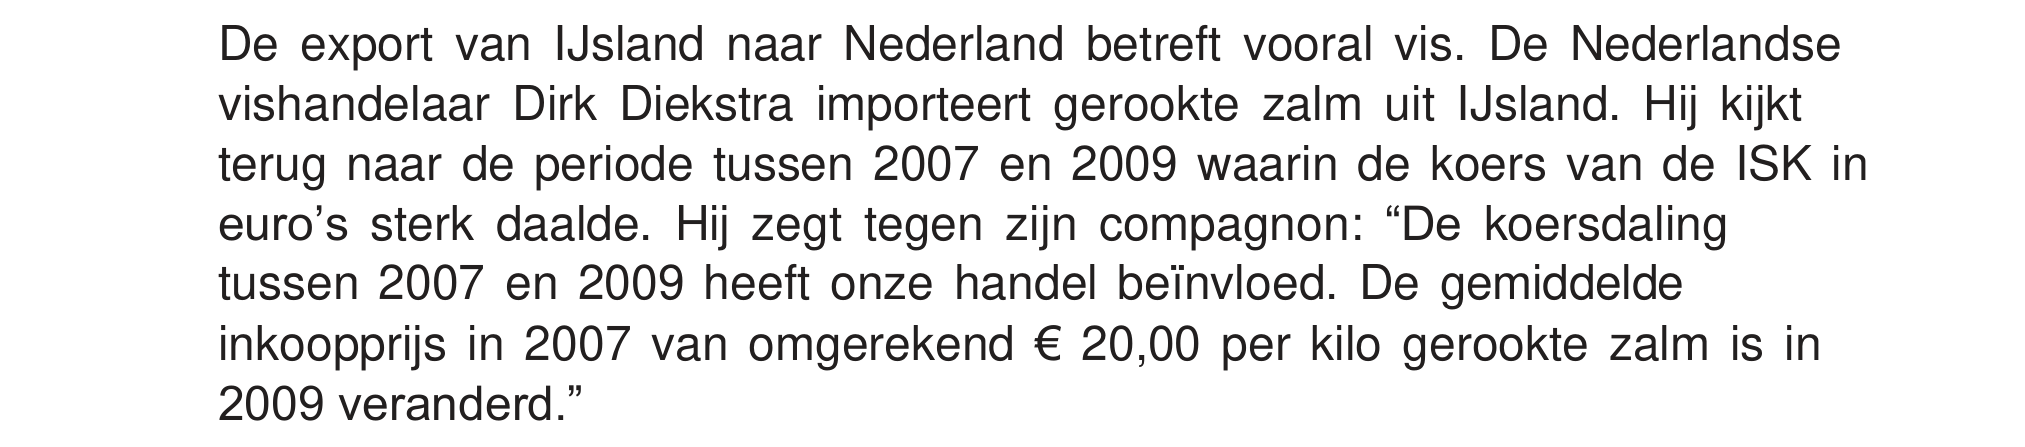 De export van IJsland naar Nederland betreft vooral vis. De Nederlandse
vishandelaar Dirk Diekstra importeert gerookte zalm uit IJsland. Hij kijkt
terug naar de periode tussen 2007 en 2009 waarin de koers van de ISK in
euro’s sterk daalde. Hij zegt tegen zijn compagnon: “De koersdaling
tussen 2007 en 2009 heeft onze handel beïnvloed. De gemiddelde
inkoopprijs in 2007 van omgerekend € 20,00 per kilo gerookte zalm is in
2009 veranderd.”